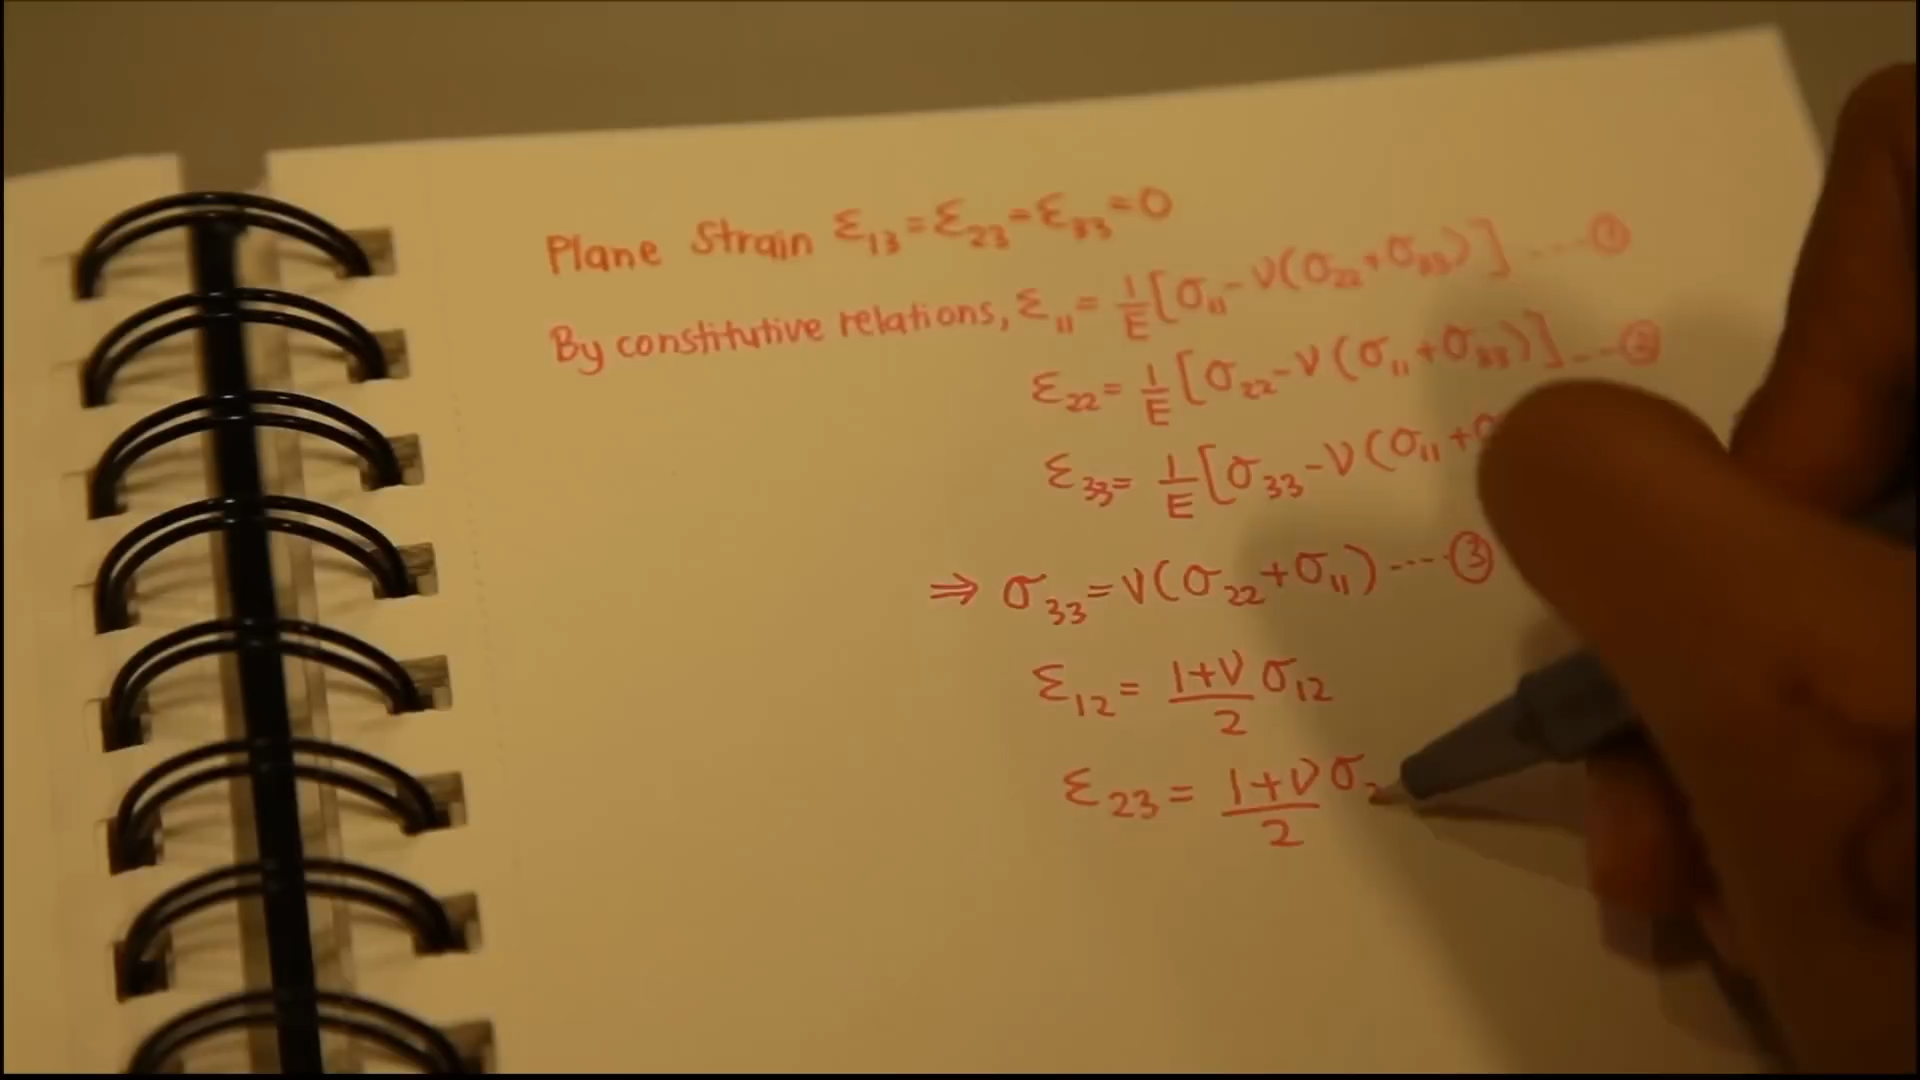 Plane Strain ε₁₃=ε₂₃=ε₃₃=0
By constitutive relations, ε₁₁= 1/E[σ₁₁-ν(σ₂₂+σ₃₃)] ---- ①
ε₂₂= 1/E[σ₂₂-ν(σ₁₁+σ₃₃)] ---- ②
ε₃₃= 1/E[σ₃₃-ν(σ₁₁+σ
⇒ σ₃₃=ν(σ₂₂+σ₁₁) ---- ③
ε₁₂= (1+ν)/2 σ₁₂
ε₂₃= (1+ν)/2 σ₂